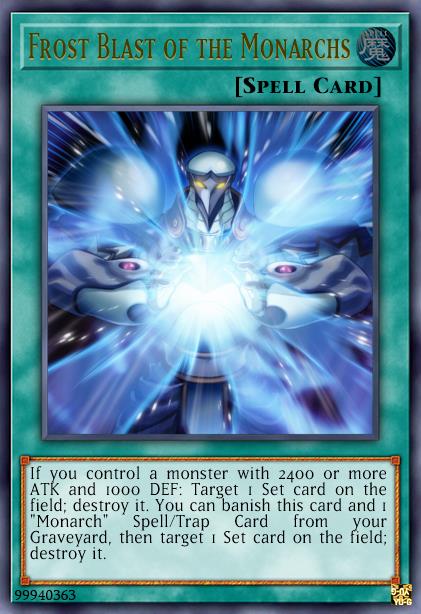 FROST BLAST OF THE MONARCHS
SPELL
魔
[SPELL CARD]
If you control a monster with 2400 or more
ATK and 1000 DEF: Target 1 Set card on the
field; destroy it. You can banish this card and 1
"Monarch" Spell/Trap Card from your
Graveyard, then target 1 Set card on the field;
destroy it.
99940363